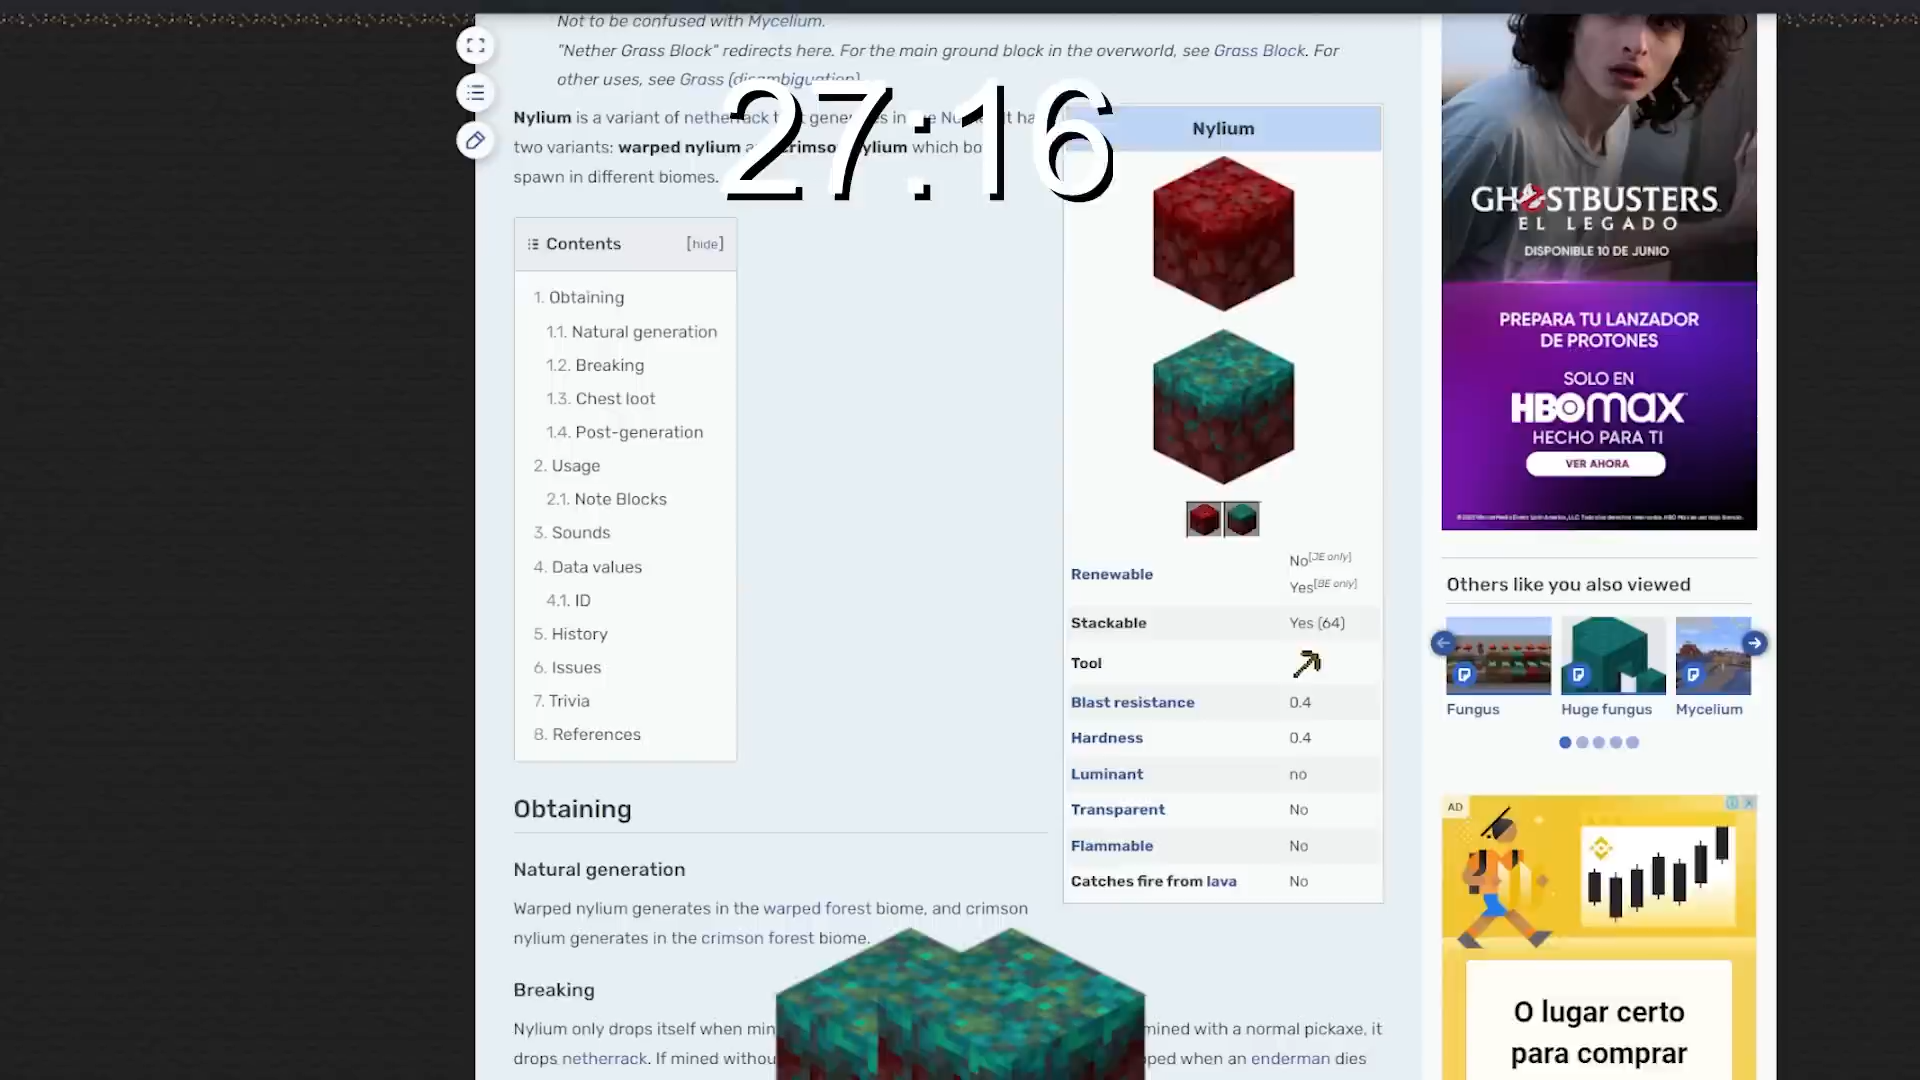 Not to be confused with Mycelium.
"Nether Grass Block" redirects here. For the main ground block in the overworld, see Grass Block. For
other uses, see Grass (disambiguation).
27:16
Nylium is a variant of netherrack
two variants: warped nylium crimson nylium which
spawn in different biomes.
Contents [hide]
1. Obtaining
1.1. Natural generation
1.2. Breaking
1.3. Chest loot
1.4. Post-generation
2. Usage
2.1. Note Blocks
3. Sounds
4. Data values
4.1. ID
5. History
6. Issues
7. Trivia
8. References
Obtaining
Natural generation
Warped nylium generates in the warped forest biome, and crimson
nylium generates in the crimson forest biome.
Breaking
Nylium only drops itself when mined with a normal pickaxe, it
drops netherrack. If mined when an enderman dies
Nylium
Renewable No[JE only]
Yes[BE only]
Stackable Yes (64)
Tool
Blast resistance 0.4
Hardness 0.4
Luminant no
Transparent No
Flammable No
Catches fire from lava No
GHOSTBUSTERS
EL LEGADO
DISPONIBLE 10 DE JUNIO
PREPARA TU LANZADOR
DE PROTONES
SOLO EN
HBOMAX
HECHO PARA TI
VER AHORA
Others like you also viewed
Fungus Huge fungus Mycelium
AD
O lugar certo
para comprar